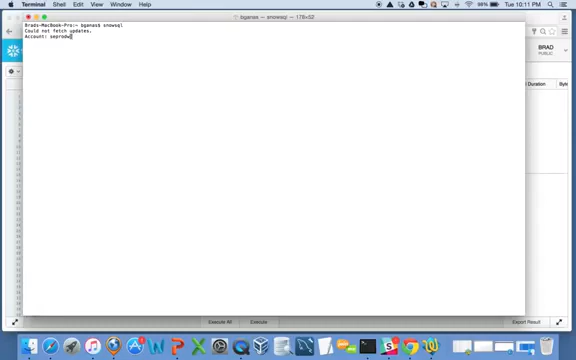 Terminal Shell Edit View Window Help
10:11 PM
bganas — snowsql — 178×52
Brads-MacBook-Pro:~ bganas$ snowsql
Could not fetch updates.
Account: seprodw
BRAD
PUBLIC
Duration
Execute All Execute Export Result